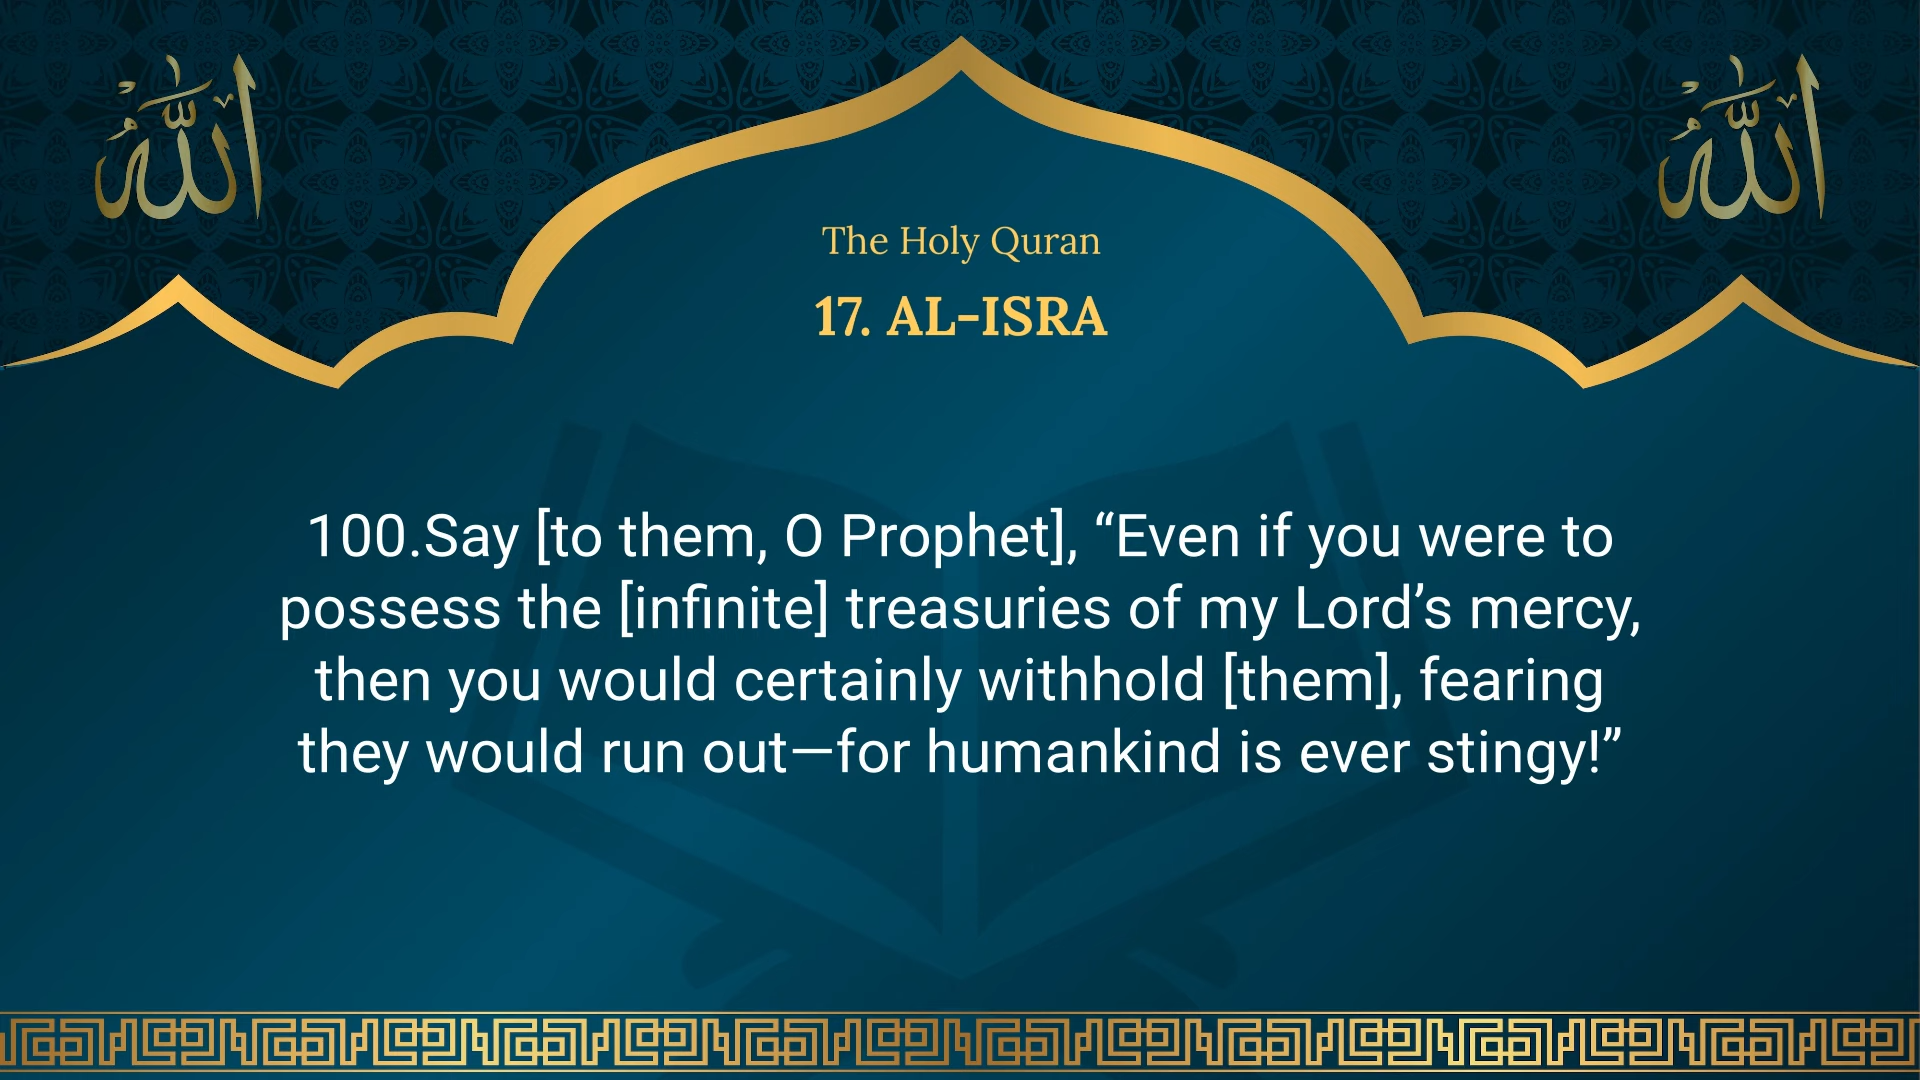 الله
الله
The Holy Quran
17. AL-ISRA
100.Say [to them, O Prophet], “Even if you were to
possess the [infinite] treasuries of my Lord’s mercy,
then you would certainly withhold [them], fearing
they would run out—for humankind is ever stingy!”